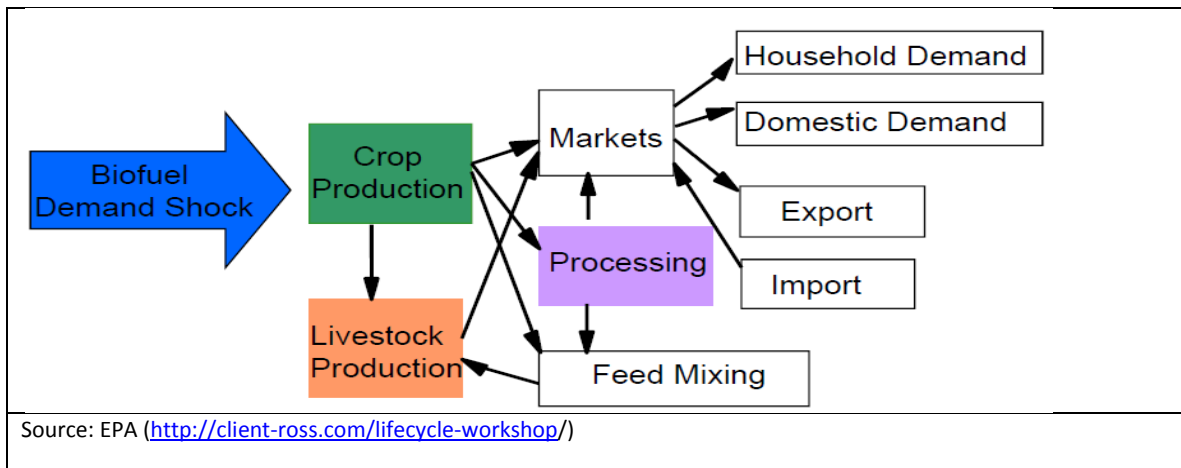 Biofuel
Demand Shock
Crop
Production
Livestock
Production
Markets
Processing
Feed Mixing
Household Demand
Domestic Demand
Export
Import
Source: EPA (http://client-ross.com/lifecycle-workshop/)